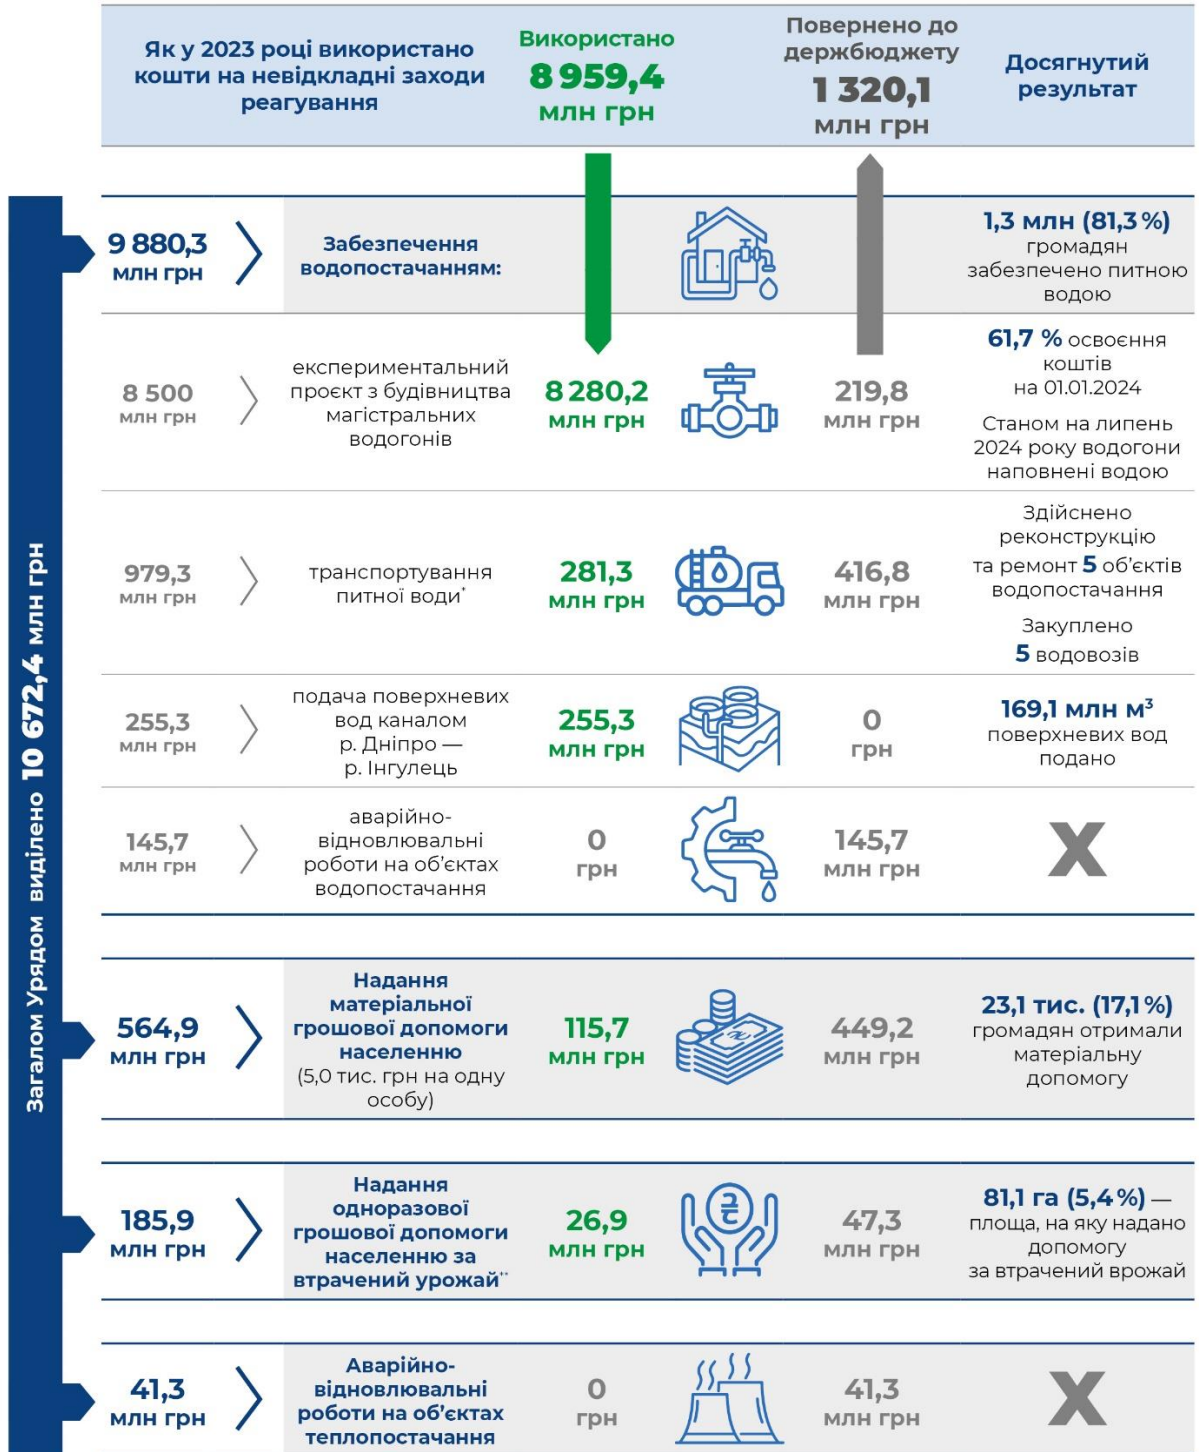 Як у 2023 році використано
кошти на невідкладні заходи
реагування
Використано
8 959,4
млн грн
Повернено до
держбюджету
1 320,1
млн грн
Досягнутий
результат
Загалом Урядом виділено 10 672,4 млн грн
9 880,3
млн грн
Забезпечення
водопостачанням:
1,3 млн (81,3 %)
громадян
забезпечено питною
водою
8 500
млн грн
експериментальний
проєкт з будівництва
магістральних
водогонів
8 280,2
млн грн
219,8
млн грн
61,7 % освоєння
коштів
на 01.01.2024
Станом на липень
2024 року водогони
наповнені водою
979,3
млн грн
транспортування
питної води*
281,3
млн грн
416,8
млн грн
Здійснено
реконструкцію
та ремонт 5 об’єктів
водопостачання
Закуплено
5 водовозів
255,3
млн грн
подача поверхневих
вод каналом
р. Дніпро —
р. Інгулець
255,3
млн грн
0
грн
169,1 млн м³
поверхневих вод
подано
145,7
млн грн
аварійно-
відновлювальні
роботи на об’єктах
водопостачання
0
грн
145,7
млн грн
X
564,9
млн грн
Надання
матеріальної
грошової допомоги
населенню
(5,0 тис. грн на одну
особу)
115,7
млн грн
449,2
млн грн
23,1 тис. (17,1 %)
громадян отримали
матеріальну
допомогу
185,9
млн грн
Надання
одноразової
грошової допомоги
населенню за
втрачений урожай**
26,9
млн грн
47,3
млн грн
81,1 га (5,4 %) —
площа, на яку надано
допомогу
за втрачений врожай
41,3
млн грн
Аварійно-
відновлювальні
роботи на об’єктах
теплопостачання
0
грн
41,3
млн грн
X